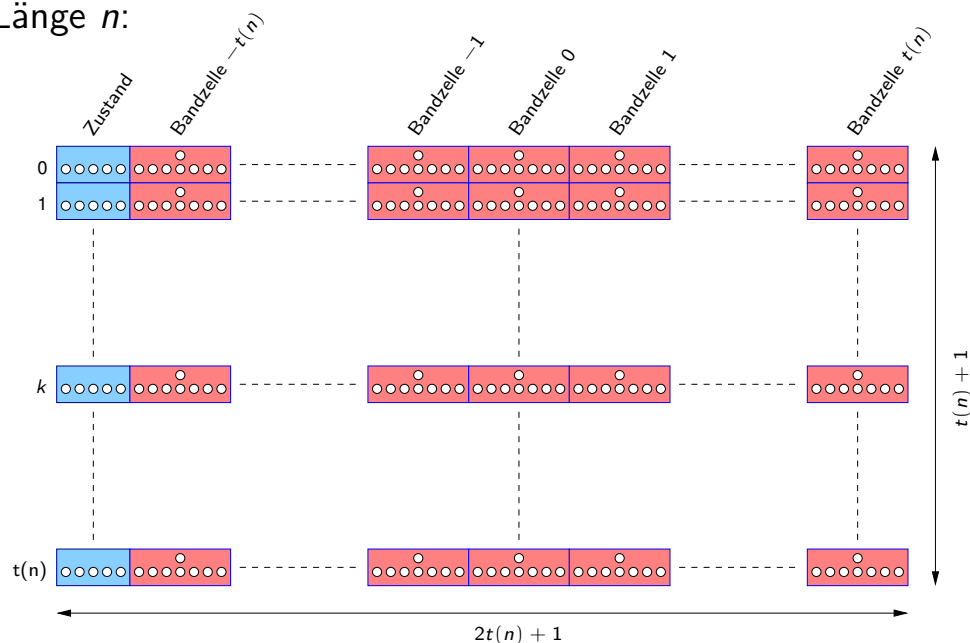 Länge n:
Zustand
Bandzelle −t(n)
Bandzelle −1
Bandzelle 0
Bandzelle 1
Bandzelle t(n)
0
1
k
t(n)
t(n) + 1
2t(n) + 1